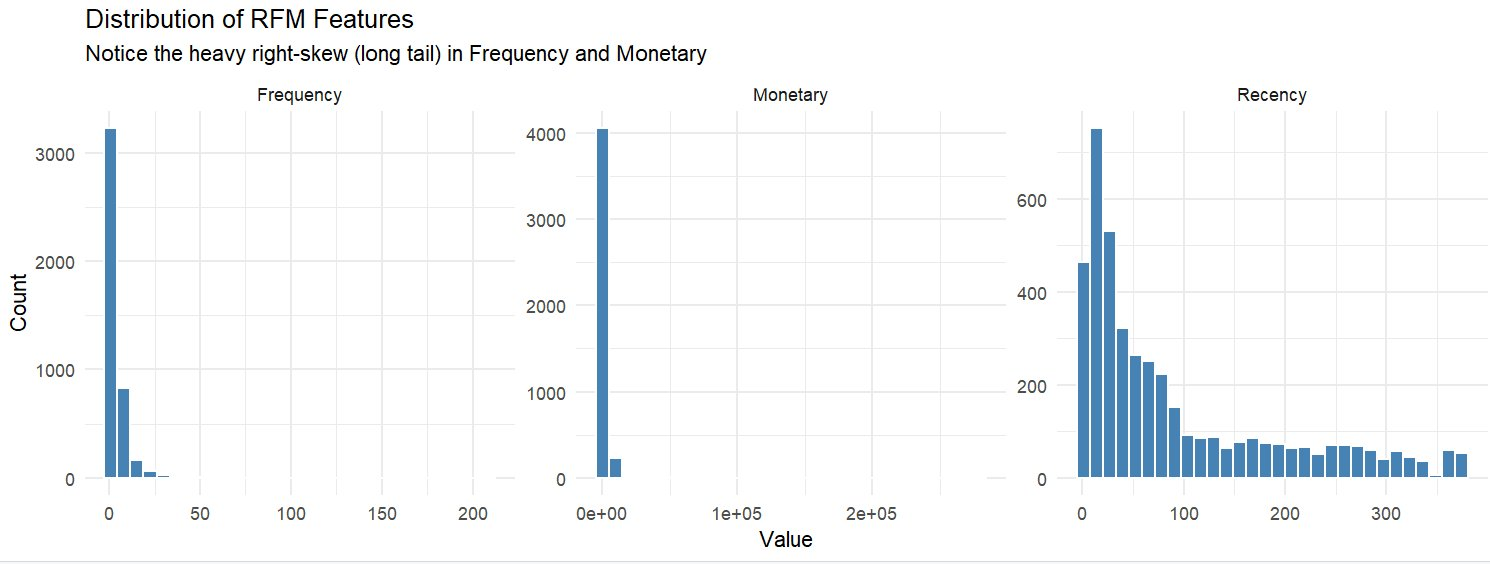 Distribution of RFM Features
Notice the heavy right-skew (long tail) in Frequency and Monetary
Frequency
Monetary
Recency
Count
3000
2000
1000
0
4000
3000
2000
1000
0
600
400
200
0
0 50 100 150 200
0e+00 1e+05 2e+05
0 100 200 300
Value